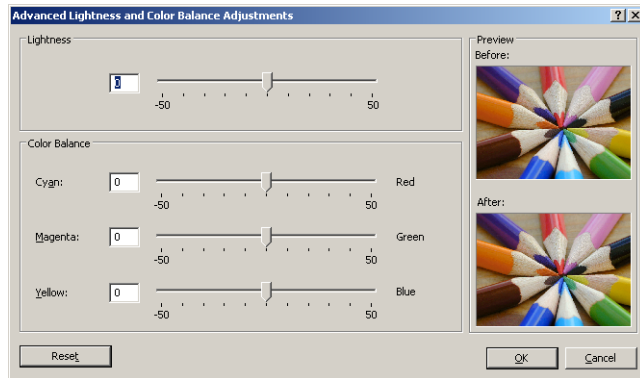 Advanced Lightness and Color Balance Adjustments
Lightness
0
-50 50
Color Balance
Cyan: 0 Red
-50 50
Magenta: 0 Green
-50 50
Yellow: 0 Blue
-50 50
Preview
Before:
After:
Reset OK Cancel